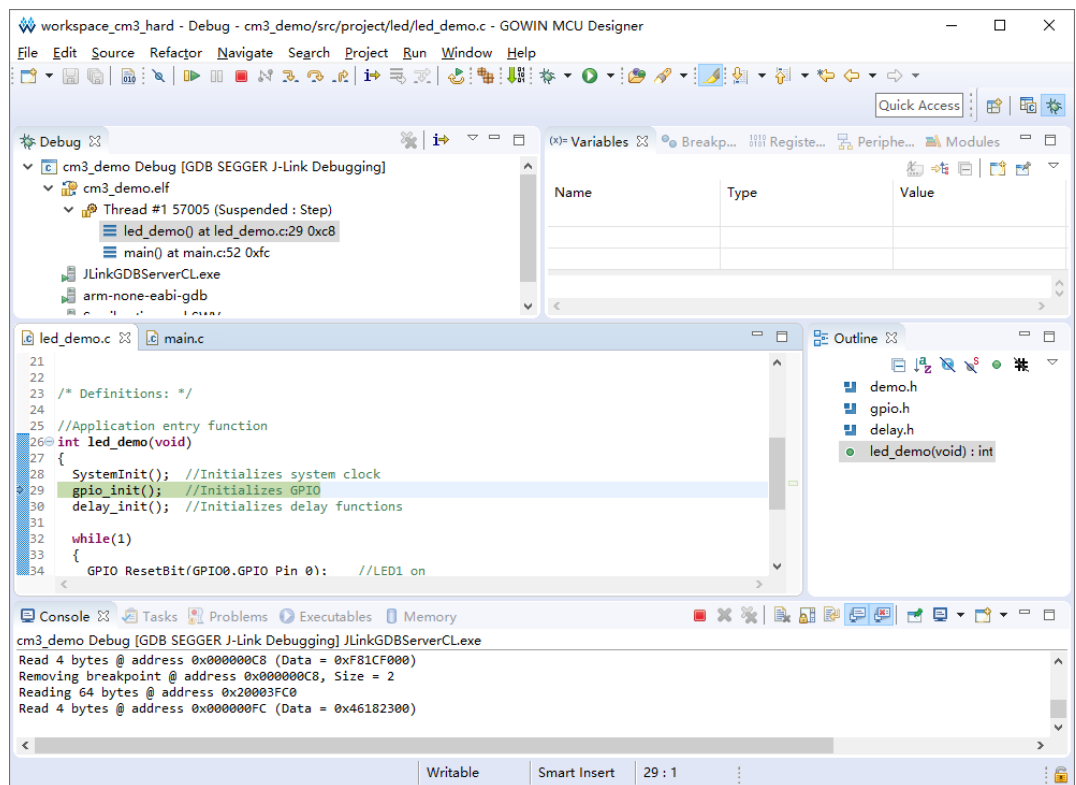 workspace_cm3_hard - Debug - cm3_demo/src/project/led/led_demo.c - GOWIN MCU Designer
File Edit Source Refactor Navigate Search Project Run Window Help
Quick Access
Debug
cm3_demo Debug [GDB SEGGER J-Link Debugging]
cm3_demo.elf
Thread #1 57005 (Suspended : Step)
led_demo() at led_demo.c:29 0xc8
main() at main.c:52 0xfc
JLinkGDBServerCL.exe
arm-none-eabi-gdb
(x)= Variables Breakp... Registe... Periphe... Modules
Name Type Value
led_demo.c main.c
21
22
23 /* Definitions: */
24
25 //Application entry function
26 int led_demo(void)
27 {
28 SystemInit(); //Initializes system clock
29 gpio_init(); //Initializes GPIO
30 delay_init(); //Initializes delay functions
31
32 while(1)
33 {
34 GPIO_ResetBit(GPIO0,GPIO_Pin_0); //LED1 on
Outline
demo.h
gpio.h
delay.h
led_demo(void) : int
Console Tasks Problems Executables Memory
cm3_demo Debug [GDB SEGGER J-Link Debugging] JLinkGDBServerCL.exe
Read 4 bytes @ address 0x000000C8 (Data = 0xF81CF000)
Removing breakpoint @ address 0x000000C8, Size = 2
Reading 64 bytes @ address 0x20003FC0
Read 4 bytes @ address 0x000000FC (Data = 0x46182300)
Writable Smart Insert 29 : 1